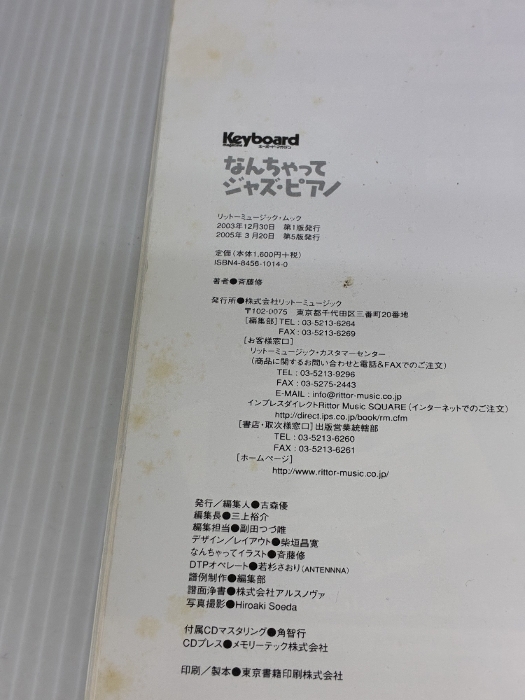 Keyboard
なんちゃって
ジャズ・ピアノ
リットーミュージック・ムック
2003年12月30日 第1版発行
2005年 3月20日 第5版発行
定価(本体1,600円+税)
ISBN4-8456-1014-0
著者●斉藤修
発行所●株式会社リットーミュージック
〒102-0075 東京都千代田区三番町20番地
[編集部] TEL : 03-5213-6264
FAX : 03-5213-6269
[お客様窓口]
リットーミュージック・カスタマーセンター
(商品に関するお問い合わせと電話&FAXでのご注文)
TEL : 03-5213-9296
FAX : 03-5275-2443
E-MAIL : info@rittor-music.co.jp
インプレスダイレクトRittor Music SQUARE (インターネットでのご注文)
http://direct.ips.co.jp/book/rm.cfm
[書店・取次様窓口] 出版営業統轄部
TEL : 03-5213-6260
FAX : 03-5213-6261
[ホームページ]
http://www.rittor-music.co.jp/
発行/編集人●古森優
編集長●三上裕介
編集担当●副田つづ唯
デザイン/レイアウト●柴垣昌寛
なんちゃってイラスト●斉藤修
DTPオペレート●若杉さおり(ANTENNNA)
譜例制作●編集部
譜面浄書●株式会社アルスノヴァ
写真撮影●Hiroaki Soeda
付属CDマスタリング●角智行
CDプレス●メモリーテック株式会社
印刷/製本●東京書籍印刷株式会社